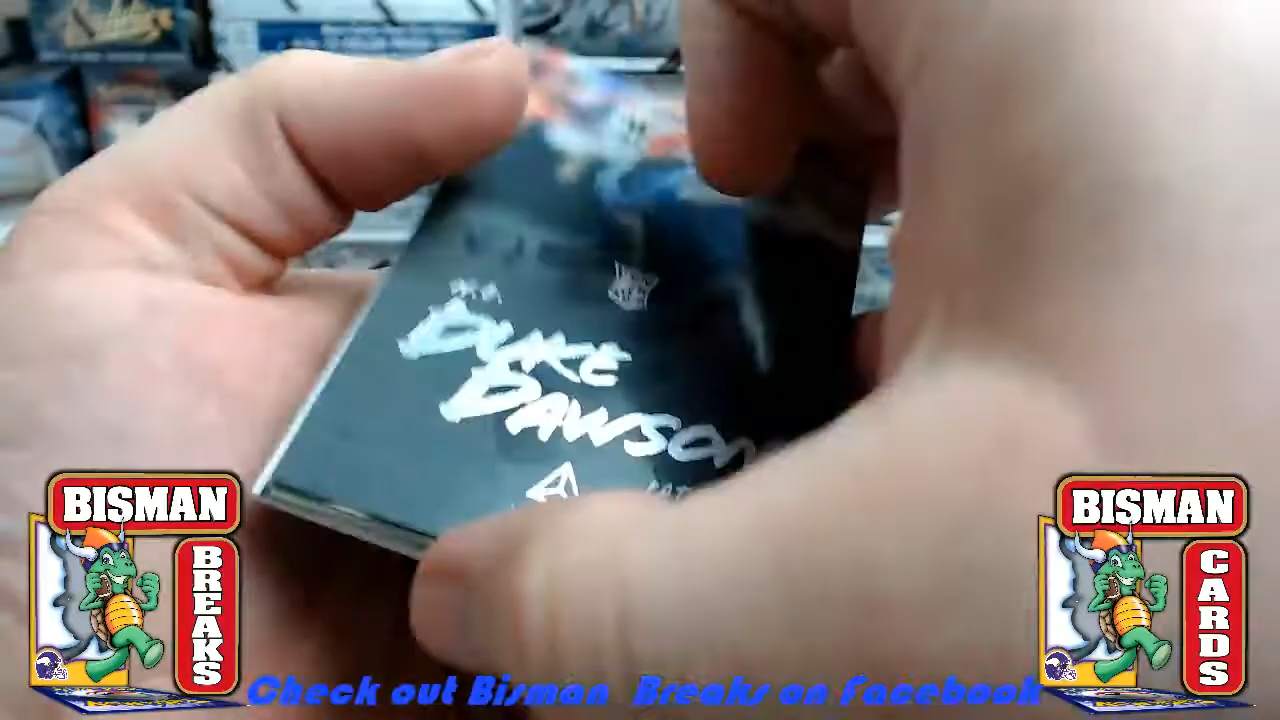 DUKE
DAWSON
BISMAN
BREAKS
BISMAN
CARDS
Check out Bisman Breaks on Facebook